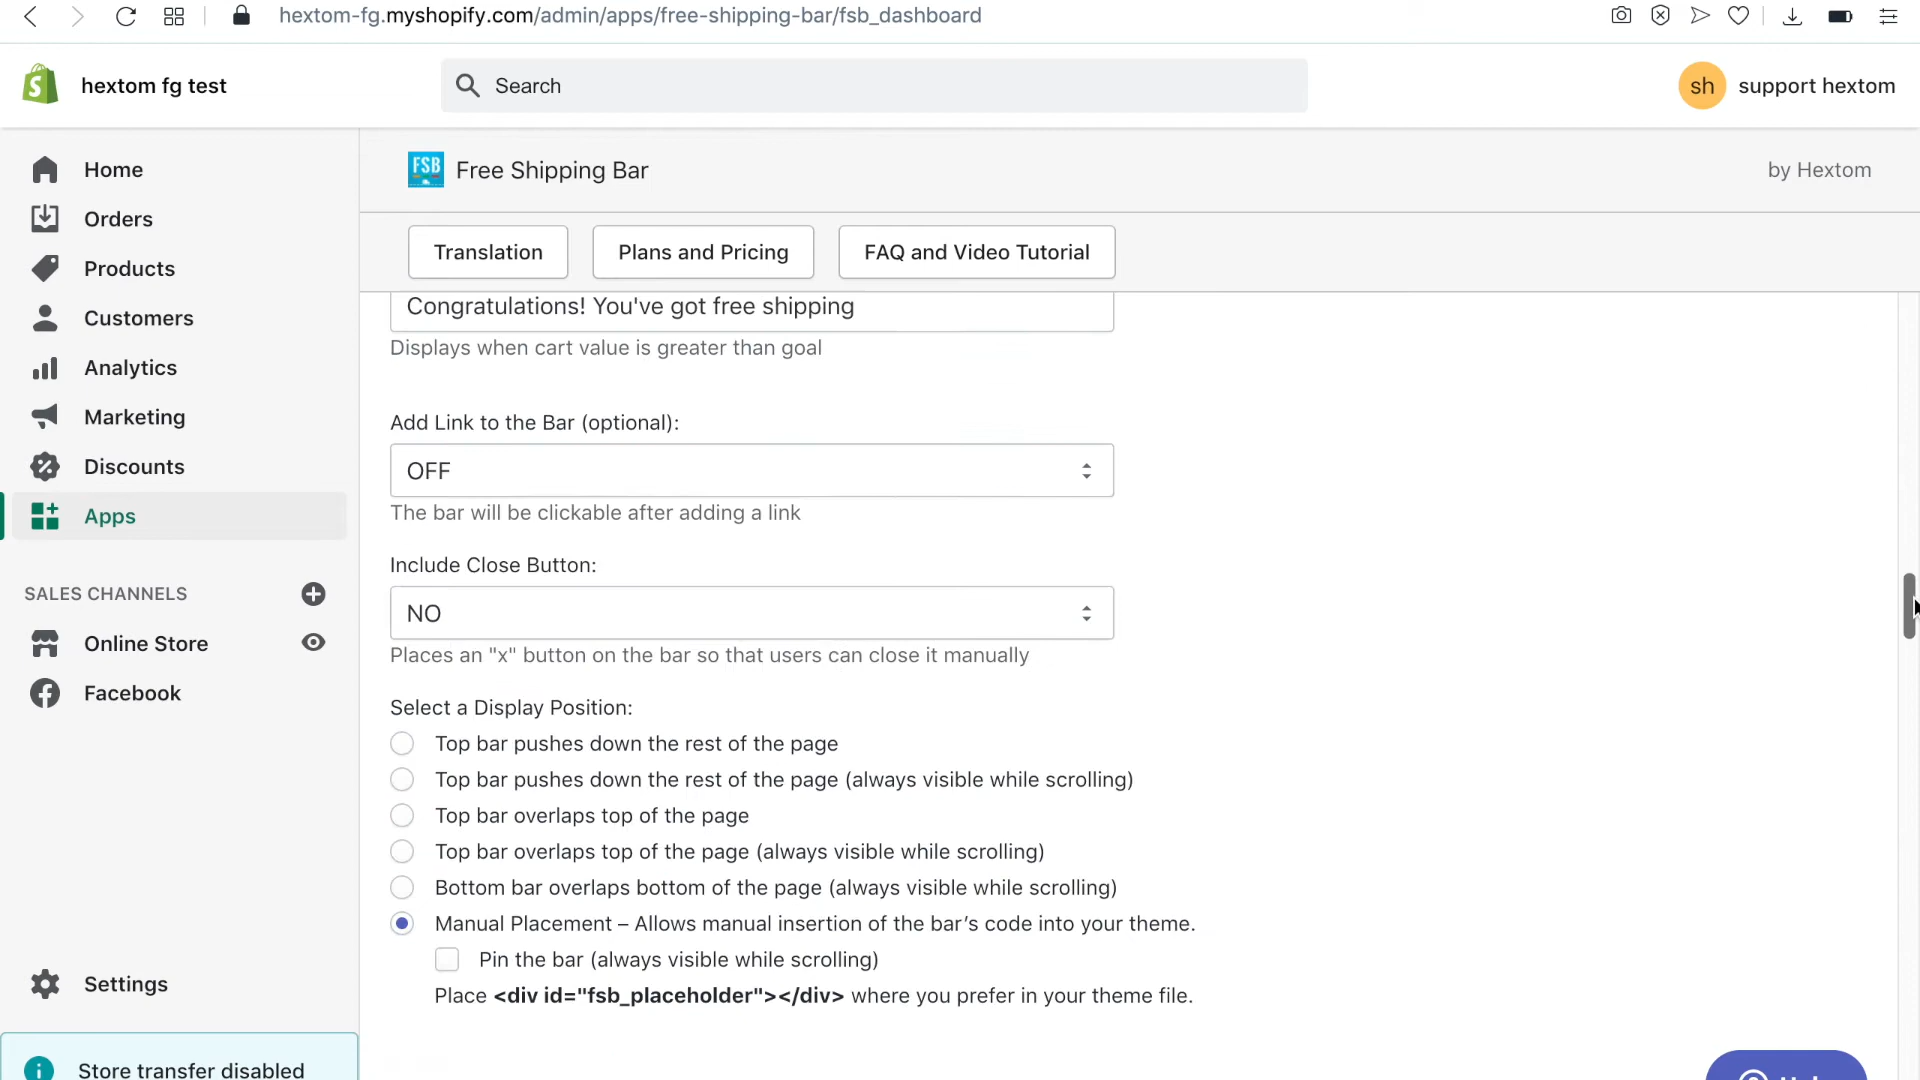 hextom-fg.myshopify.com/admin/apps/free-shipping-bar/fsb_dashboard
hextom fg test
Search
sh
support hextom
Home
Orders
Products
Customers
Analytics
Marketing
Discounts
Apps
SALES CHANNELS
Online Store
Facebook
Settings
Store transfer disabled
FSB
Free Shipping Bar
by Hextom
Translation
Plans and Pricing
FAQ and Video Tutorial
Congratulations! You've got free shipping
Displays when cart value is greater than goal
Add Link to the Bar (optional):
OFF
The bar will be clickable after adding a link
Include Close Button:
NO
Places an "x" button on the bar so that users can close it manually
Select a Display Position:
Top bar pushes down the rest of the page
Top bar pushes down the rest of the page (always visible while scrolling)
Top bar overlaps top of the page
Top bar overlaps top of the page (always visible while scrolling)
Bottom bar overlaps bottom of the page (always visible while scrolling)
Manual Placement – Allows manual insertion of the bar’s code into your theme.
Pin the bar (always visible while scrolling)
Place <div id="fsb_placeholder"></div> where you prefer in your theme file.